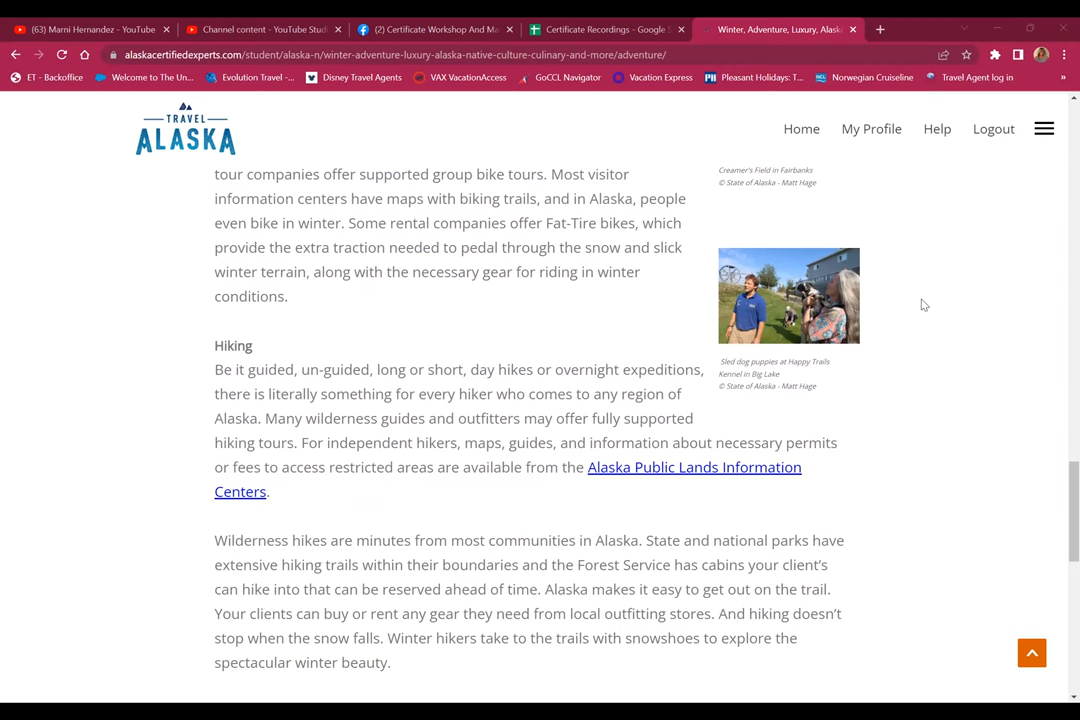 (63) Marni Hernandez - YouTube
Channel content - YouTube Studi
(2) Certificate Workshop And Ma
Certificate Recordings - Google S
Winter, Adventure, Luxury, Alask
alaskacertifiedexperts.com/student/alaska-n/winter-adventure-luxury-alaska-native-culture-culinary-and-more/adventure/
ET - Backoffice
Welcome to The Un...
Evolution Travel -...
Disney Travel Agents
VAX VacationAccess
GoCCL Navigator
Vacation Express
Pleasant Holidays: T...
Norwegian Cruiseline
Travel Agent log in
»
TRAVEL
ALASKA
Home
My Profile
Help
Logout
tour companies offer supported group bike tours. Most visitor
information centers have maps with biking trails, and in Alaska, people
even bike in winter. Some rental companies offer Fat-Tire bikes, which
provide the extra traction needed to pedal through the snow and slick
winter terrain, along with the necessary gear for riding in winter
conditions.
Creamer's Field in Fairbanks
© State of Alaska - Matt Hage
Sled dog puppies at Happy Trails
Kennel in Big Lake
© State of Alaska - Matt Hage
Hiking
Be it guided, un-guided, long or short, day hikes or overnight expeditions,
there is literally something for every hiker who comes to any region of
Alaska. Many wilderness guides and outfitters may offer fully supported
hiking tours. For independent hikers, maps, guides, and information about necessary permits
or fees to access restricted areas are available from the Alaska Public Lands Information
Centers.
Wilderness hikes are minutes from most communities in Alaska. State and national parks have
extensive hiking trails within their boundaries and the Forest Service has cabins your client's
can hike into that can be reserved ahead of time. Alaska makes it easy to get out on the trail.
Your clients can buy or rent any gear they need from local outfitting stores. And hiking doesn't
stop when the snow falls. Winter hikers take to the trails with snowshoes to explore the
spectacular winter beauty.